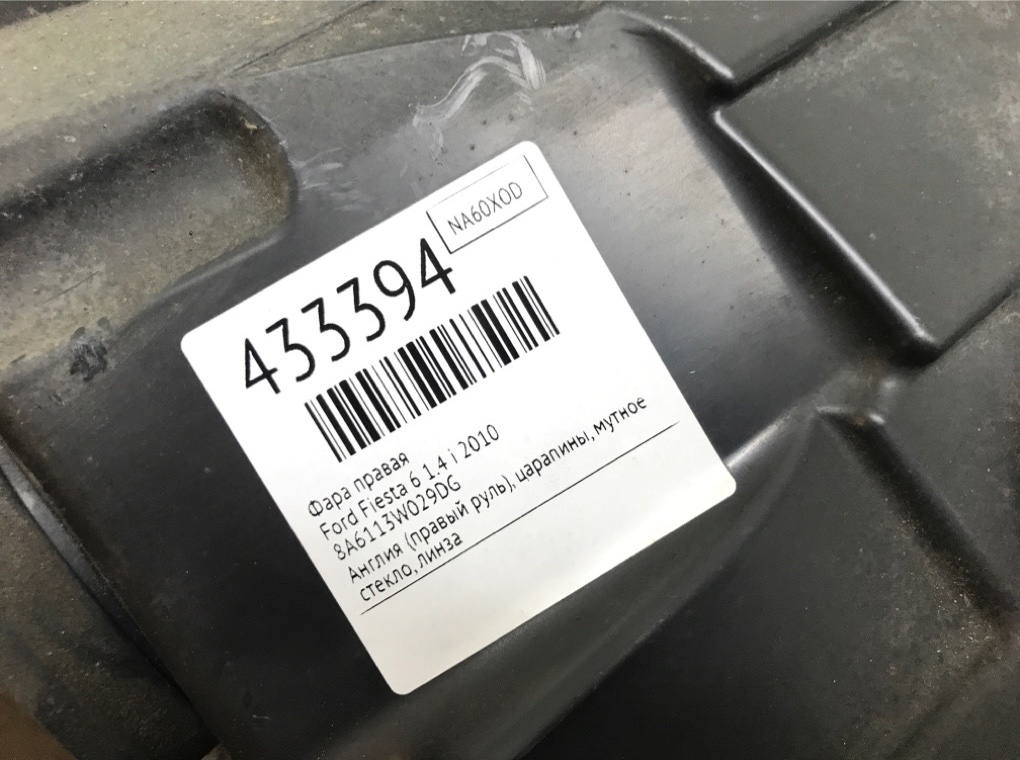 NA60XOD
433394
Фара правая
Ford Fiesta 6 1.4 i 2010
8A6113W029DG
Англия (правый руль), царапины, мутное
стекло, линза